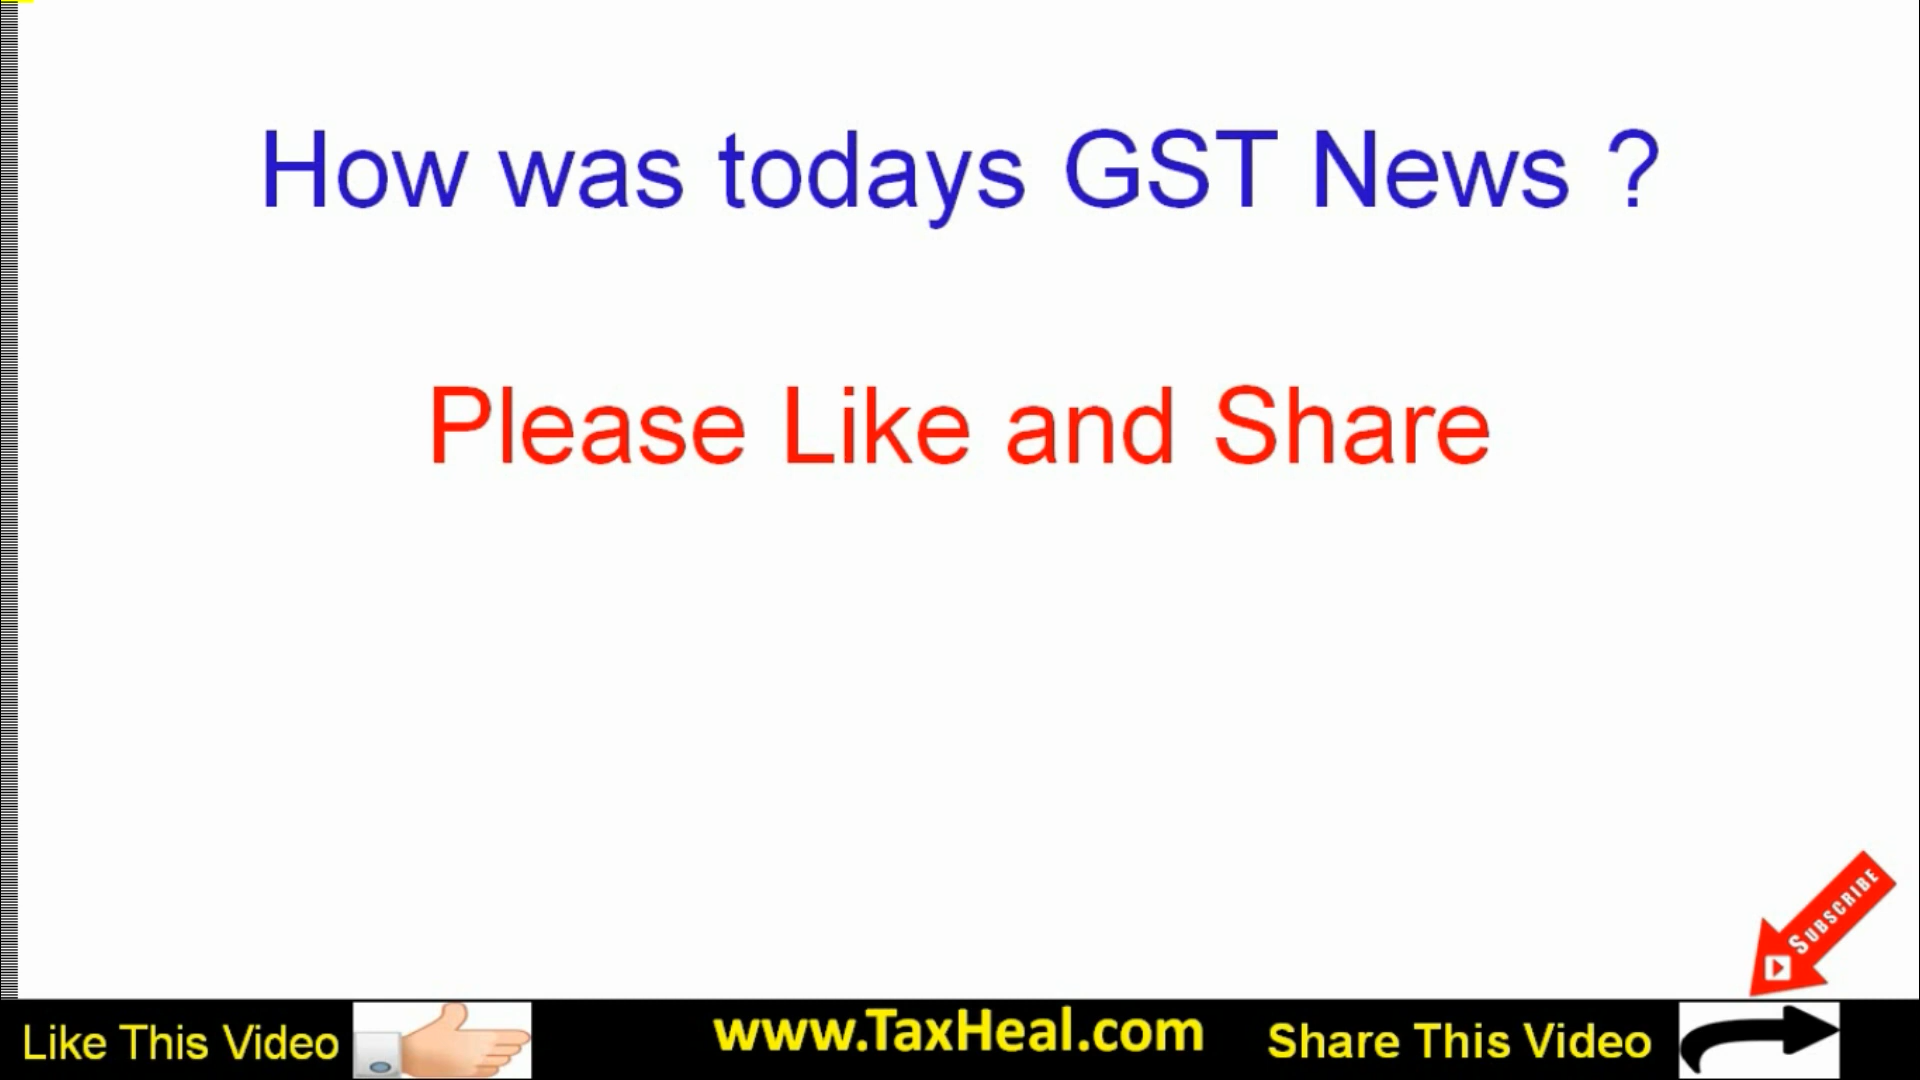 How was todays GST News ?
Please Like and Share
SUBSCRIBE
Like This Video
www.TaxHeal.com
Share This Video